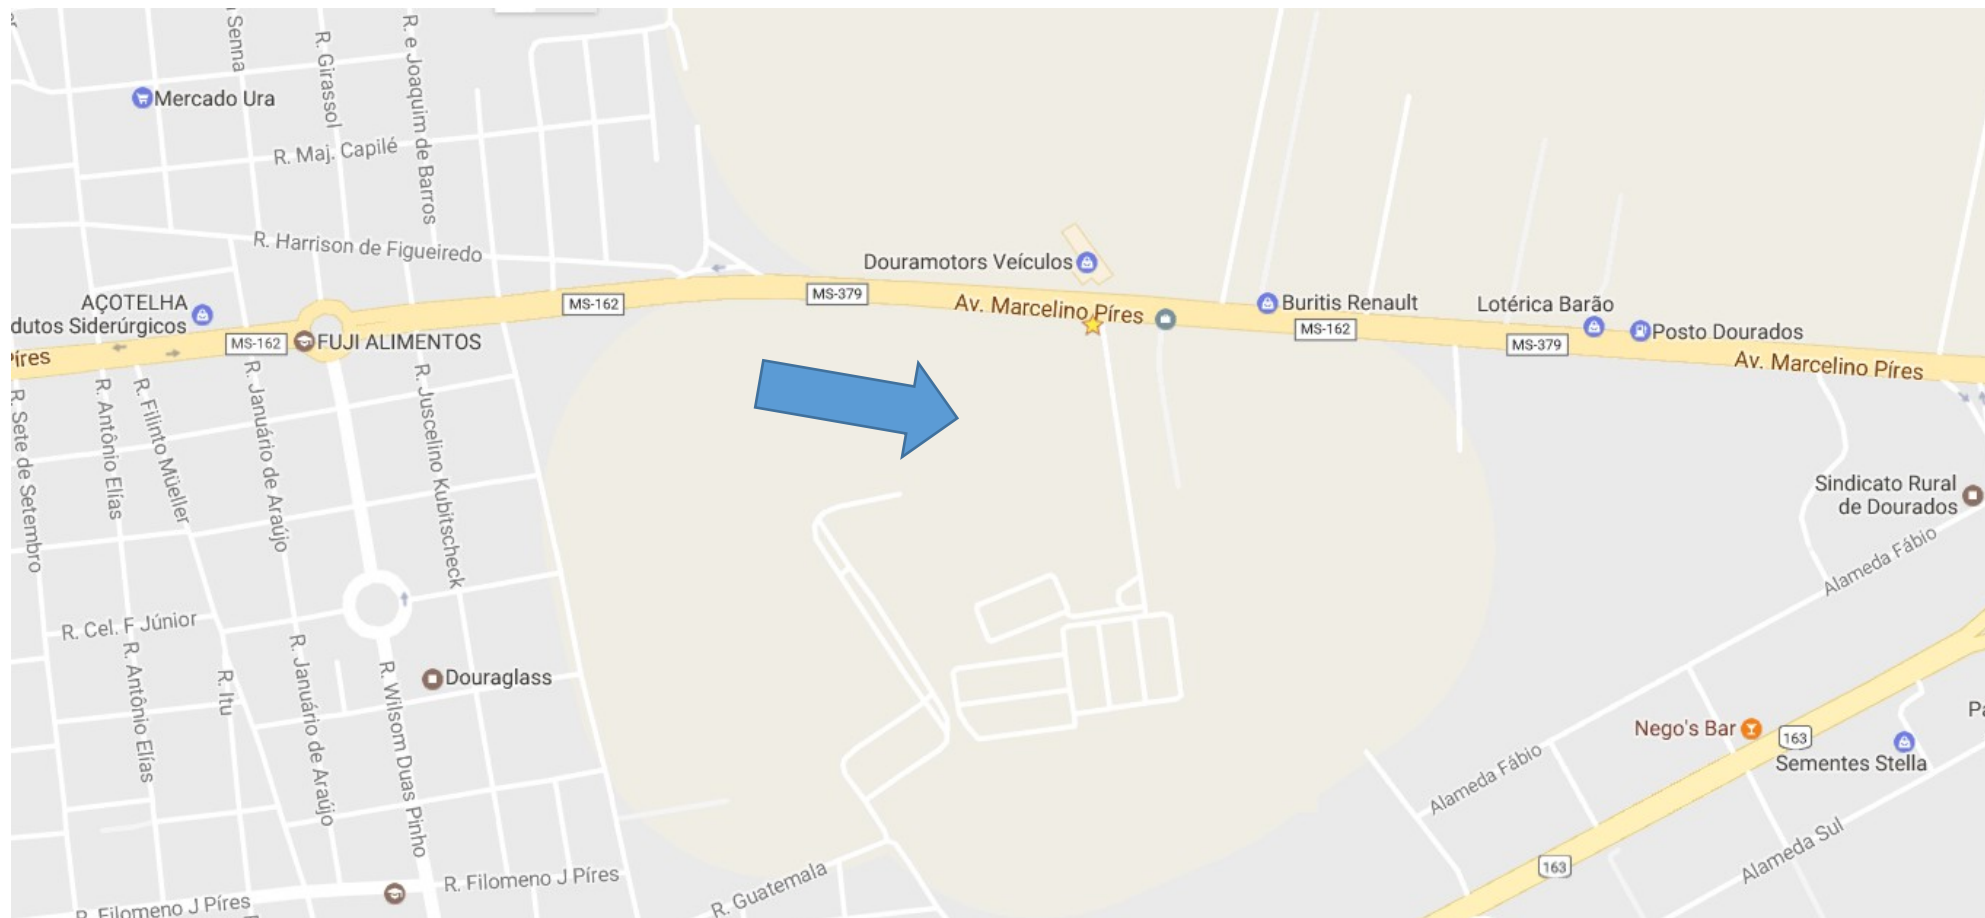 Senna
R. Girassol
R. e Joaquim de Barros
Mercado Ura
R. Maj. Capilé
R. Harrison de Figueiredo
Douramotors Veículos
AÇOTELHA
dutos Siderúrgicos
MS-162
MS-379
Av. Marcelino Píres
Buritis Renault
Lotérica Barão
MS-162
Posto Dourados
MS-162
FUJI ALIMENTOS
MS-379
Av. Marcelino Píres
íres
R. Sete de Setembro
R. Antônio Elías
R. Filinto Müeller
R. Januário de Araújo
R. Juscelino Kubitscheck
Sindicato Rural
de Dourados
Alameda Fábio
R. Cel. F Júnior
R. Antônio Elías
R. Itu
R. Januário de Araújo
R. Wilsom Duas Pinho
Douraglass
Nego's Bar
163
Pa
Sementes Stella
Alameda Fábio
Alameda Sul
163
R. Filomeno J Píres
R. Guatemala
R. Filomeno J Píres